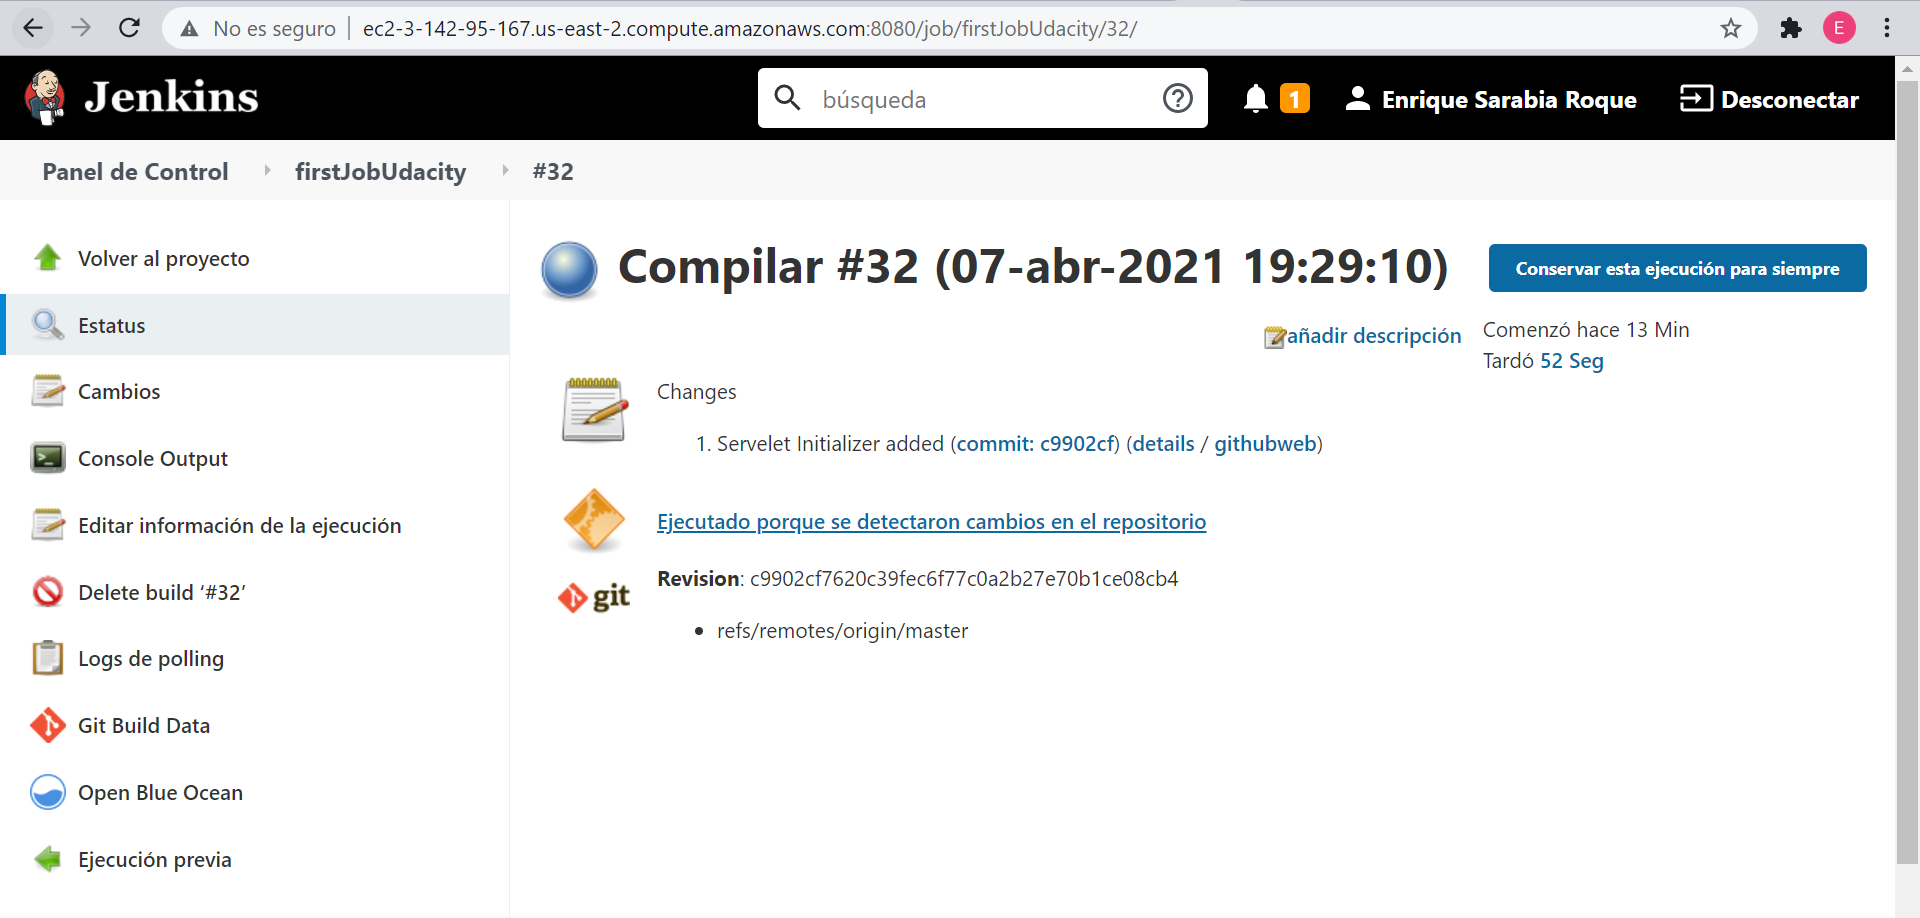 No es seguro ec2-3-142-95-167.us-east-2.compute.amazonaws.com:8080/job/firstJobUdacity/32/ E
Jenkins búsqueda 1 Enrique Sarabia Roque Desconectar
Panel de Control firstJobUdacity #32
Volver al proyecto
Estatus
Cambios
Console Output
Editar información de la ejecución
Delete build ‘#32’
Logs de polling
Git Build Data
Open Blue Ocean
Ejecución previa
Compilar #32 (07-abr-2021 19:29:10)
Conservar esta ejecución para siempre
añadir descripción
Comenzó hace 13 Min
Tardó 52 Seg
Changes
1. Servelet Initializer added (commit: c9902cf) (details / githubweb)
Ejecutado porque se detectaron cambios en el repositorio
git
Revision: c9902cf7620c39fec6f77c0a2b27e70b1ce08cb4
refs/remotes/origin/master